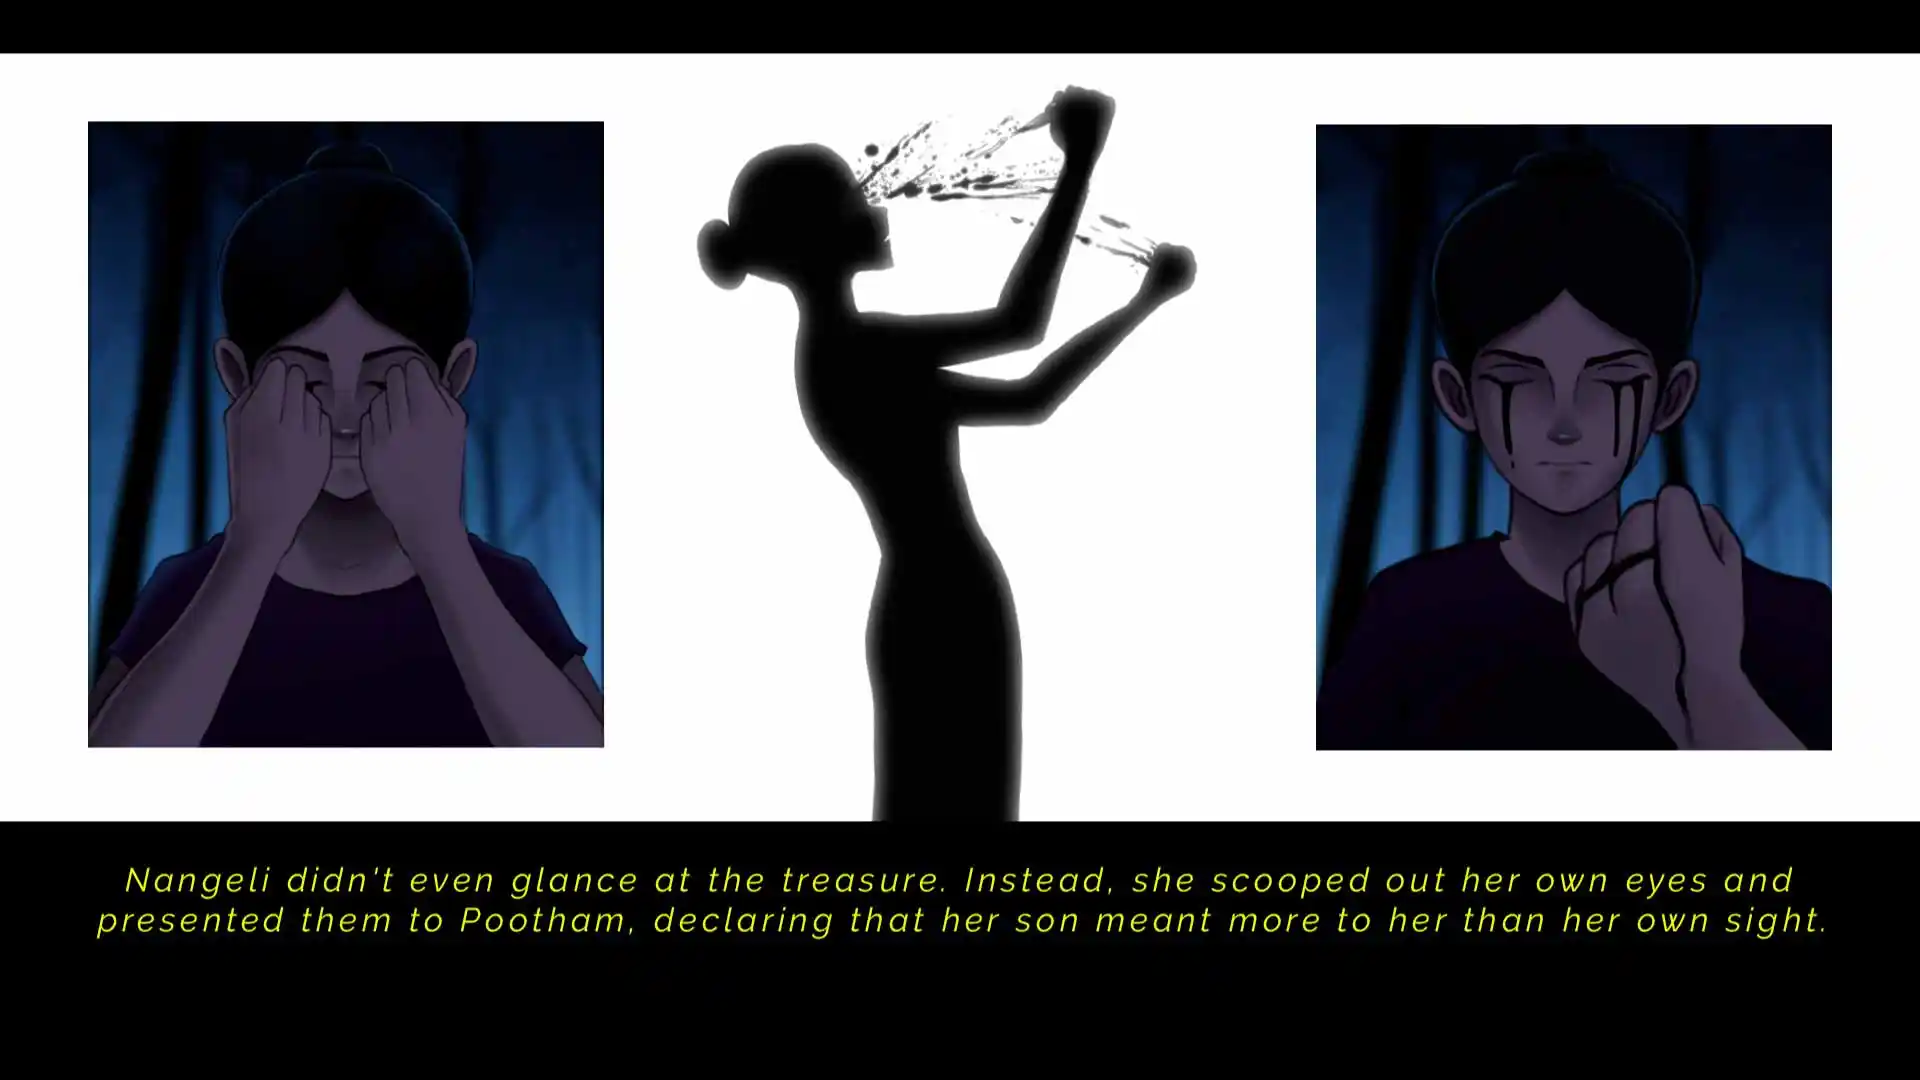 Nangeli didn't even glance at the treasure. Instead, she scooped out her own eyes and
presented them to Pootham, declaring that her son meant more to her than her own sight.